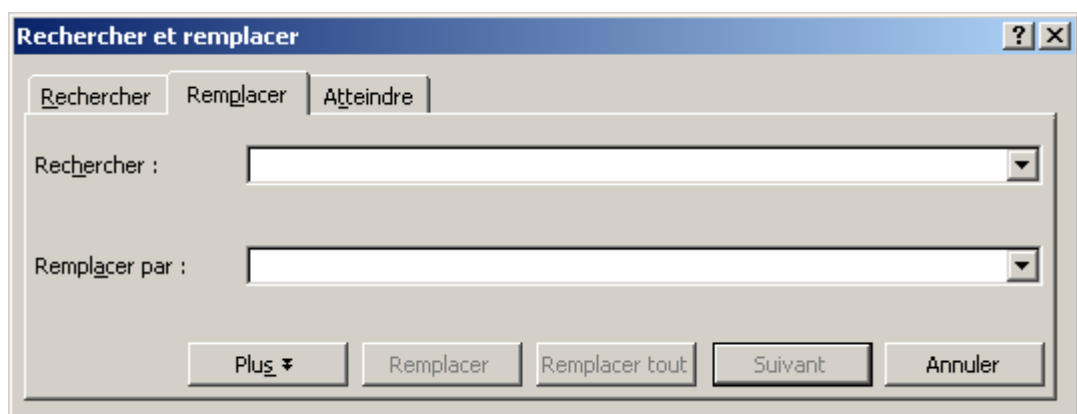 Rechercher et remplacer
Rechercher Remplacer Atteindre
Rechercher :
Remplacer par :
Plus Remplacer Remplacer tout Suivant Annuler